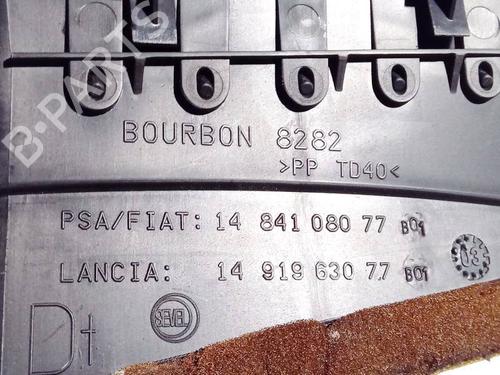 B-PARTS
BOURBON 8282
>PP TD40<
PSA/FIAT: 14 841 080 77 B01
LANCIA: 14 919 630 77 B01
13
SEVEL
Dt